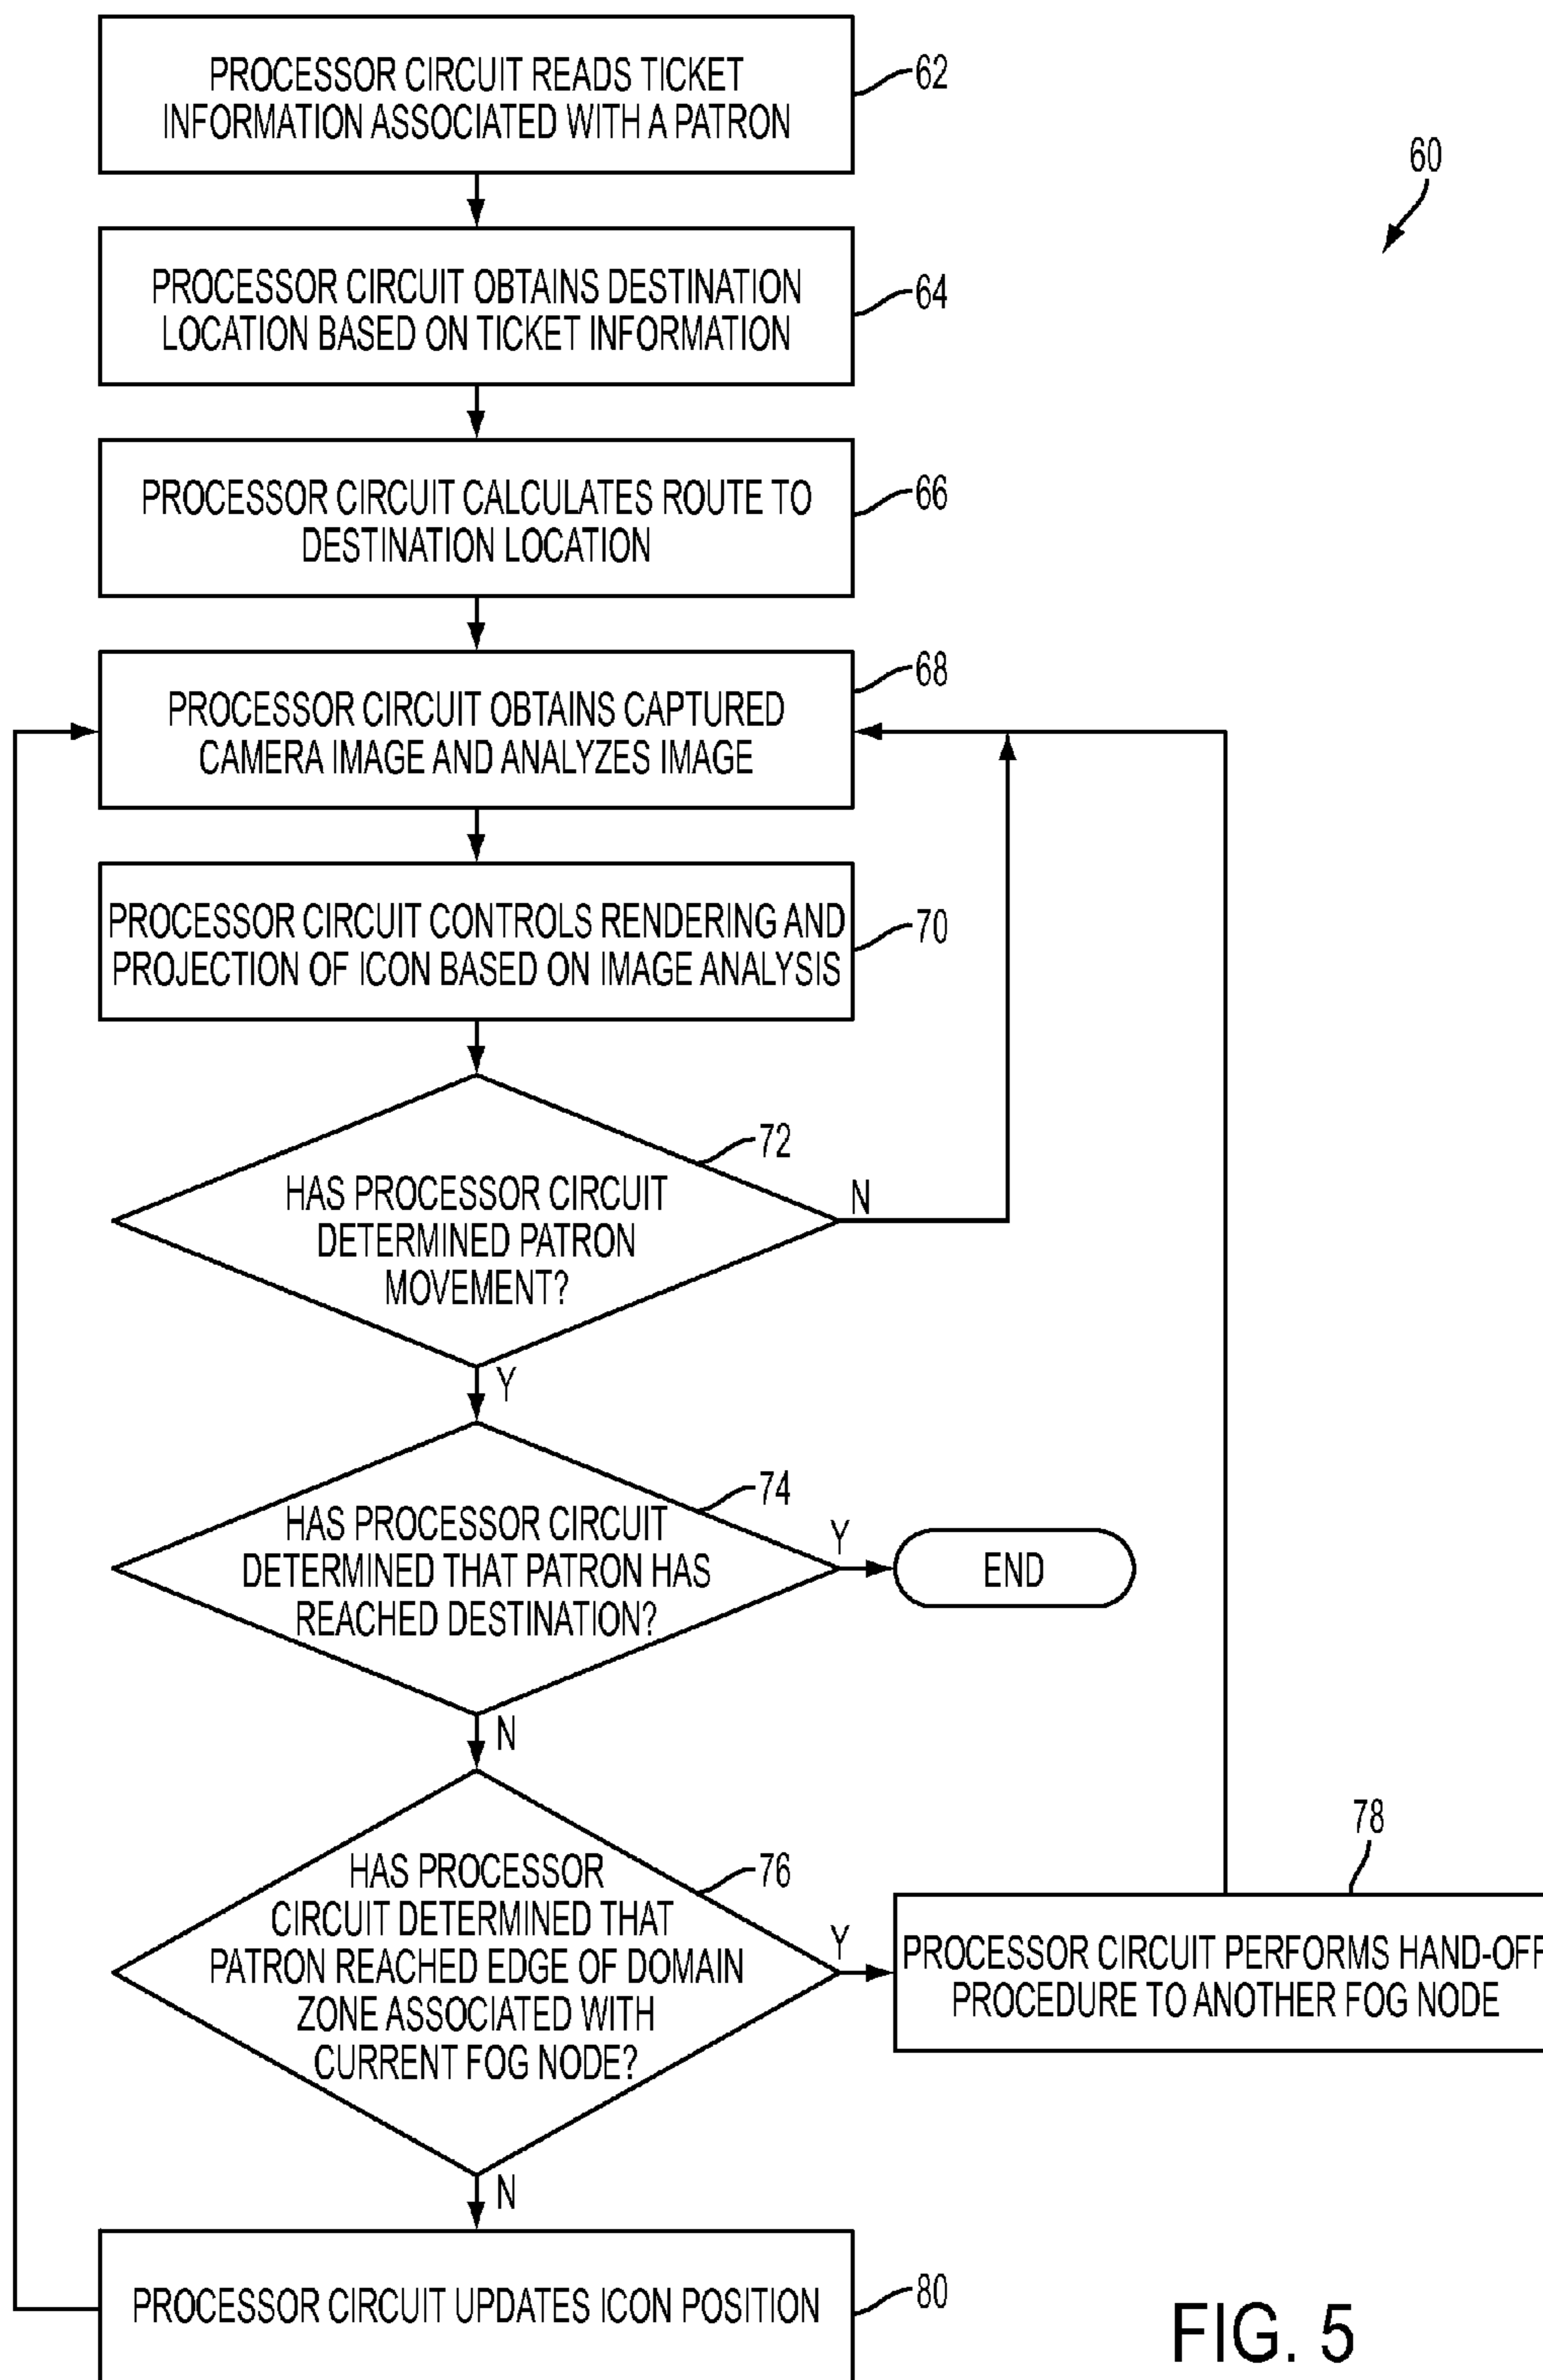 PROCESSOR CIRCUIT READS TICKET
INFORMATION ASSOCIATED WITH A PATRON
62
60
PROCESSOR CIRCUIT OBTAINS DESTINATION
LOCATION BASED ON TICKET INFORMATION
64
PROCESSOR CIRCUIT CALCULATES ROUTE TO
DESTINATION LOCATION
66
PROCESSOR CIRCUIT OBTAINS CAPTURED
CAMERA IMAGE AND ANALYZES IMAGE
68
PROCESSOR CIRCUIT CONTROLS RENDERING AND
PROJECTION OF ICON BASED ON IMAGE ANALYSIS
70
HAS PROCESSOR CIRCUIT
DETERMINED PATRON
MOVEMENT?
72
N
Y
HAS PROCESSOR CIRCUIT
DETERMINED THAT PATRON HAS
REACHED DESTINATION?
74
Y
END
N
HAS PROCESSOR
CIRCUIT DETERMINED THAT
PATRON REACHED EDGE OF DOMAIN
ZONE ASSOCIATED WITH
CURRENT FOG NODE?
76
Y
78
PROCESSOR CIRCUIT PERFORMS HAND-OFF
PROCEDURE TO ANOTHER FOG NODE
N
PROCESSOR CIRCUIT UPDATES ICON POSITION
80
FIG. 5